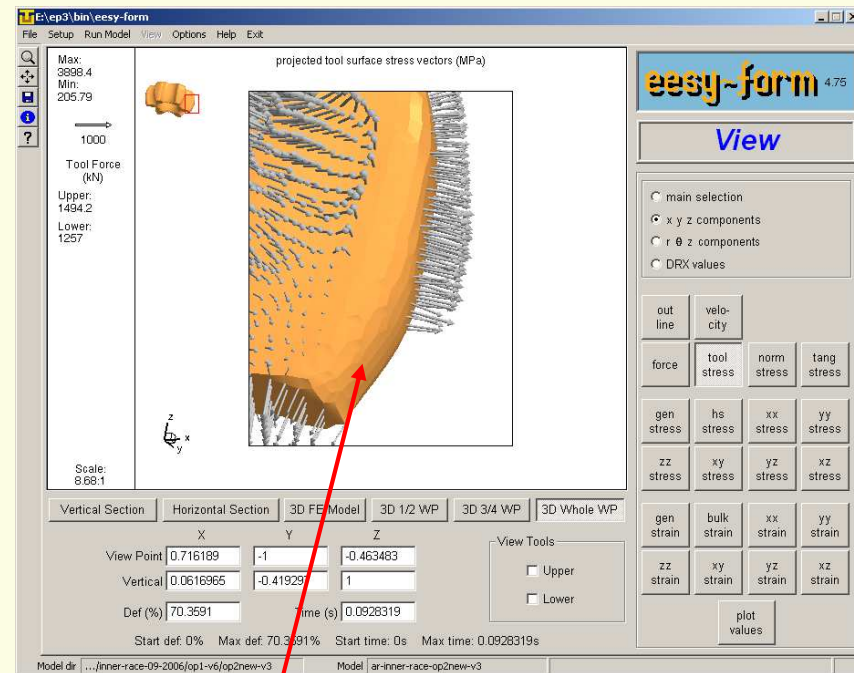 E:\ep3\bin\eesy-form
File Setup Run Model View Options Help Exit
Max:
3898.4
Min:
205.79
1000
Tool Force
(kN)
Upper:
1494.2
Lower:
1257
Scale:
8.68:1
projected tool surface stress vectors (MPa)
z
x
y
eesy-form 4.75
View
main selection
x y z components
r θ z components
DRX values
out line
velo- city
force
tool stress
norm stress
tang stress
gen stress
hs stress
xx stress
yy stress
zz stress
xy stress
yz stress
xz stress
gen strain
bulk strain
xx strain
yy strain
zz strain
xy strain
yz strain
xz strain
plot values
Vertical Section
Horizontal Section
3D FE Model
3D 1/2 WP
3D 3/4 WP
3D Whole WP
X Y Z
View Point 0.716189 -1 -0.463483
Vertical 0.0616965 -0.419297 1
Def (%) 70.3591 Time (s) 0.0928319
View Tools
Upper
Lower
Start def: 0% Max def: 70.3591% Start time: 0s Max time: 0.0928319s
Model dir .../inner-race-09-2006/op1-v6/op2new-v3 Model ar-inner-race-op2new-v3